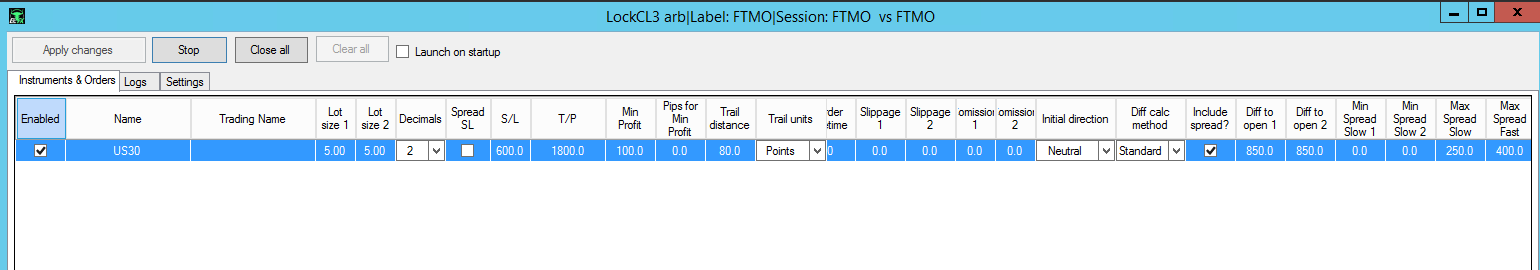 LockCL3 arb|Label: FTMO|Session: FTMO vs FTMO
Apply changes Stop Close all Clear all Launch on startup
Instruments & Orders Logs Settings
Enabled Name Trading Name Lot size 1 Lot size 2 Decimals Spread SL S/L T/P Min Profit Pips for Min Profit Trail distance Trail units rder etime Slippage 1 Slippage 2 omission 1 omission 2 Initial direction Diff calc method Include spread? Diff to open 1 Diff to open 2 Min Spread Slow 1 Min Spread Slow 2 Max Spread Slow Max Spread Fast
US30 5.00 5.00 2 600.0 1800.0 100.0 0.0 80.0 Points 0 0.0 0.0 0.0 0.0 Neutral Standard 850.0 850.0 0.0 0.0 250.0 400.0